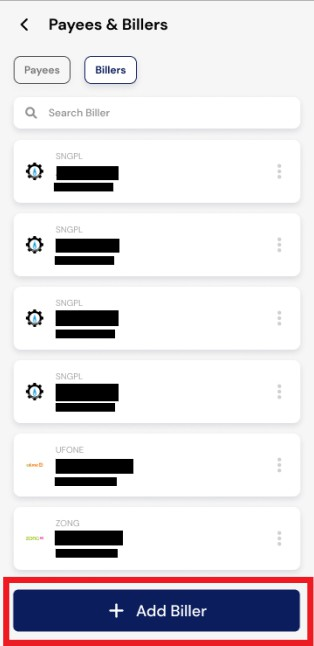 Payees & Billers
Payees
Billers
Search Biller
SNGPL
SNGPL
SNGPL
SNGPL
UFONE
ZONG
+ Add Biller